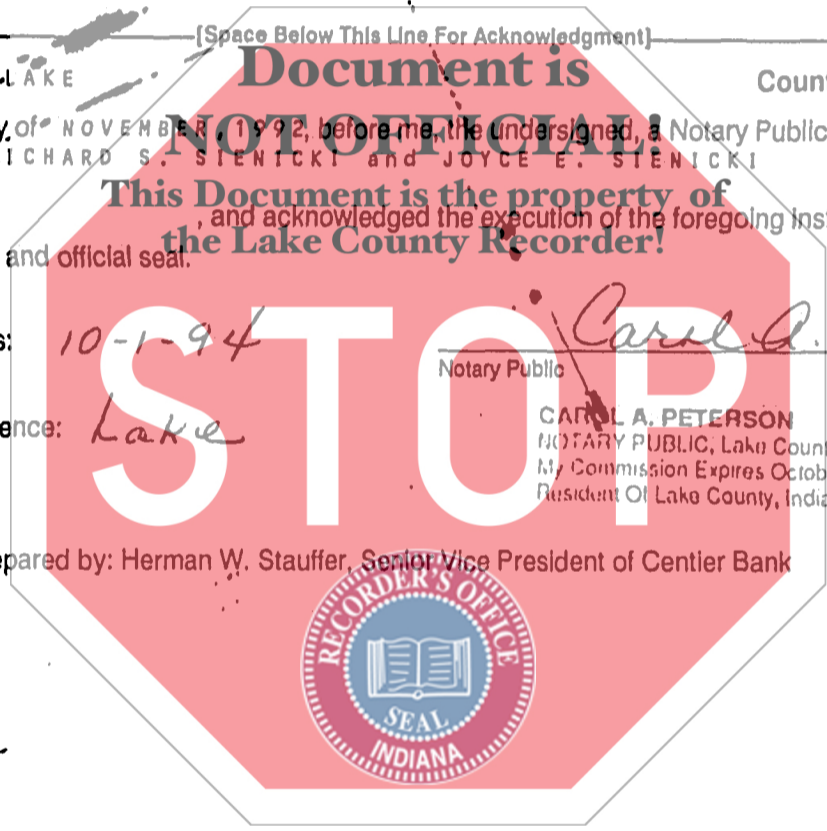 [Space Below This Line For Acknowledgment]
Document is
LAKE Coun
y of NOVEMBER, 1992, before me, the undersigned, a Notary Public
NOT OFFICIAL!
ICHARD S. SIENICKI and JOYCE E. SIENICKI
This Document is the property of
, and acknowledged the execution of the foregoing ins
the Lake County Recorder!
and official seal.
STOP
s: 10-1-94 Carol A.
Notary Public
ence: Lake CAROL A. PETERSON
NOTARY PUBLIC, Lake Count
My Commission Expires Octob
Resident Of Lake County, India
epared by: Herman W. Stauffer, Senior Vice President of Centier Bank
RECORDER'S OFFICE
SEAL
INDIANA